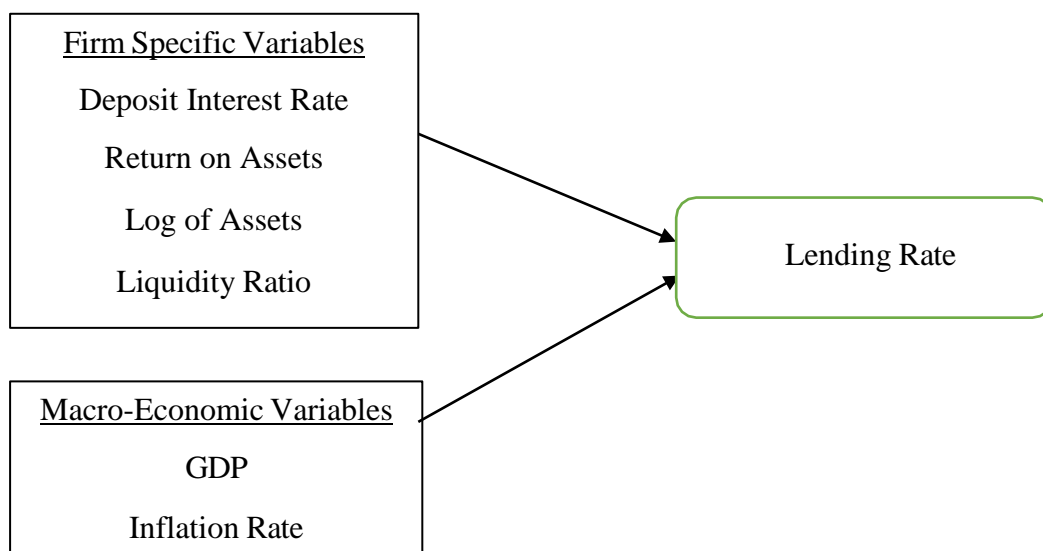 Firm Specific Variables
Deposit Interest Rate
Return on Assets
Log of Assets
Liquidity Ratio
Lending Rate
Macro-Economic Variables
GDP
Inflation Rate